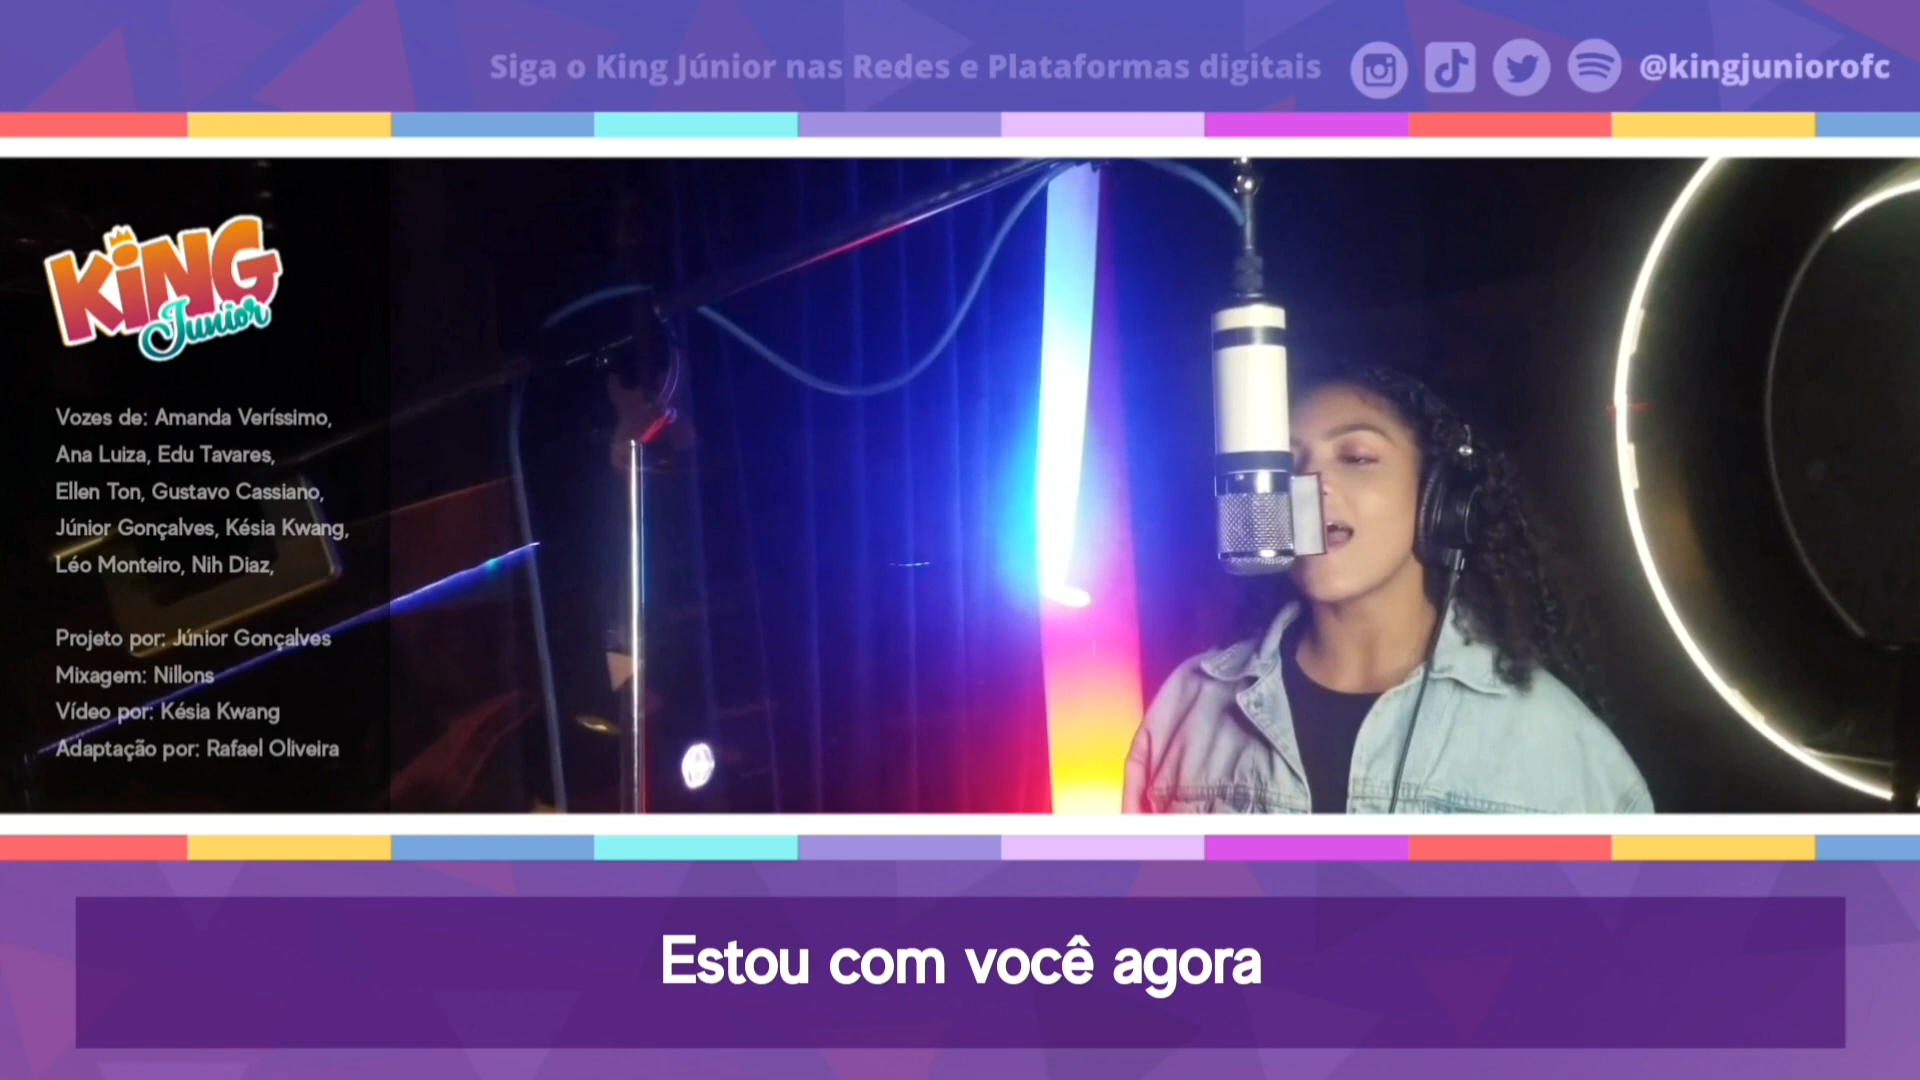 Siga o King Júnior nas Redes e Plataformas digitais @kingjuniorofc
KiNG
Junior
Vozes de: Amanda Veríssimo,
Ana Luiza, Edu Tavares,
Ellen Ton, Gustavo Cassiano,
Júnior Gonçalves, Késia Kwang,
Léo Monteiro, Nih Diaz,
Projeto por: Júnior Gonçalves
Mixagem: Nillons
Vídeo por: Késia Kwang
Adaptação por: Rafael Oliveira
Estou com você agora